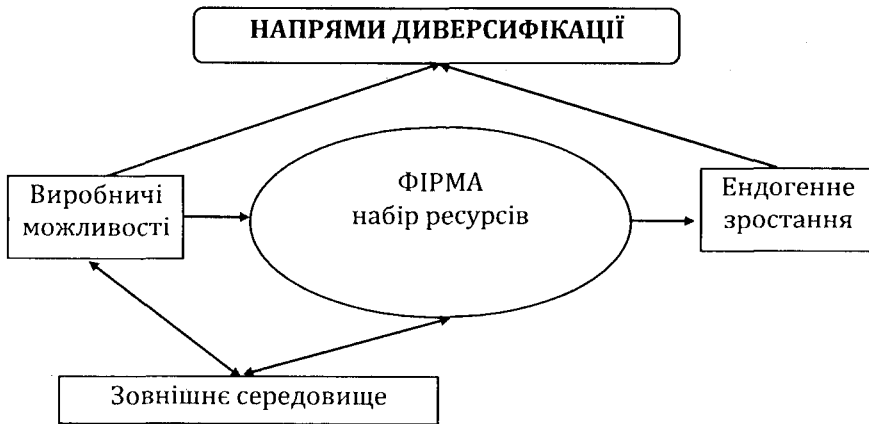 НАПРЯМИ ДИВЕРСИФІКАЦІЇ
Виробничі
можливості
ФІРМА
набір ресурсів
Ендогенне
зростання
Зовнішнє середовище